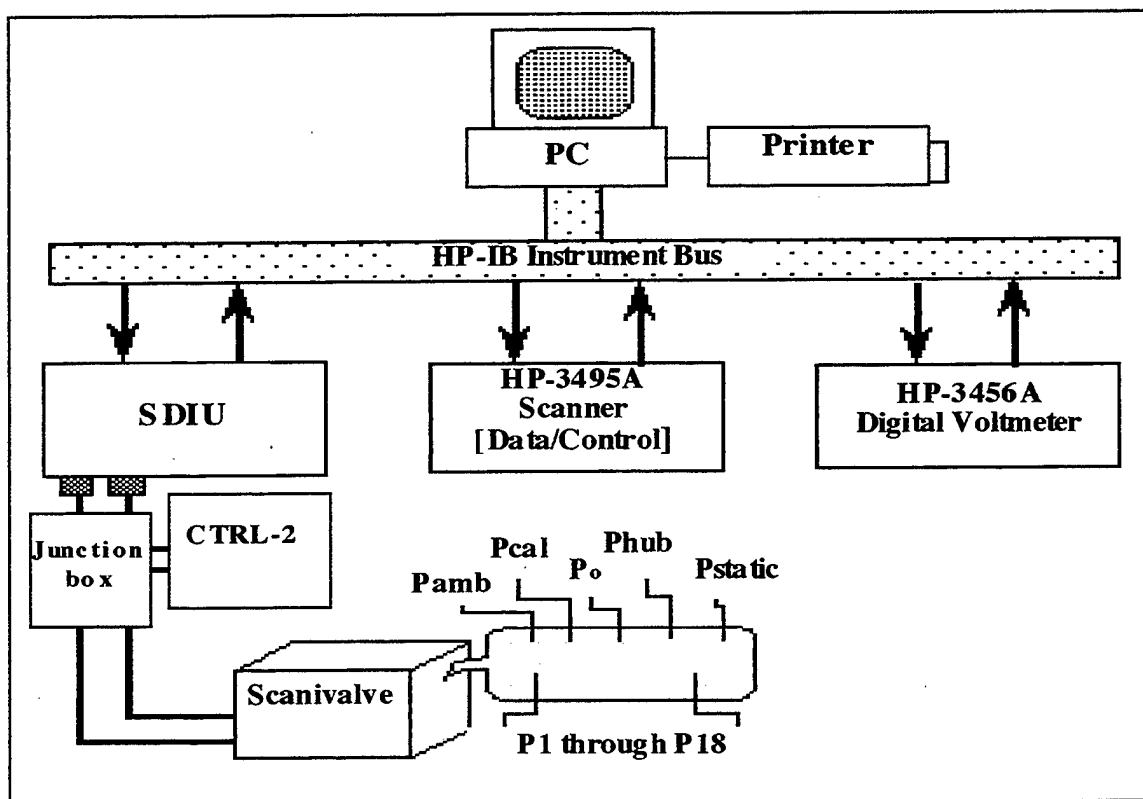 PC
Printer
HP-IB Instrument Bus
SDIU
HP-3495A
Scanner
[Data/Control]
HP-3456A
Digital Voltmeter
Junction
box
CTRL-2
Pamb
Pcal
Po
Phub
Pstatic
Scanivalve
P1 through P18